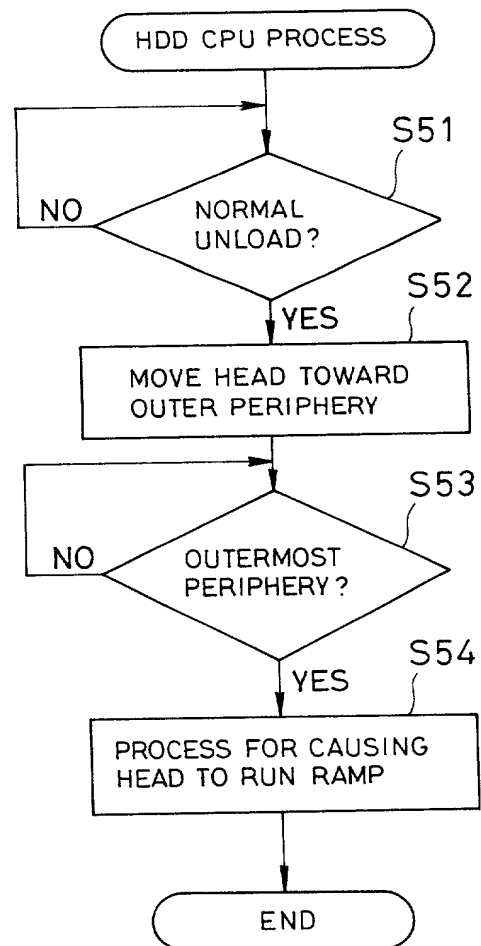 HDD CPU PROCESS
S51
NO
NORMAL
UNLOAD?
S52
YES
MOVE HEAD TOWARD
OUTER PERIPHERY
S53
NO
OUTERMOST
PERIPHERY?
S54
YES
PROCESS FOR CAUSING
HEAD TO RUN RAMP
END